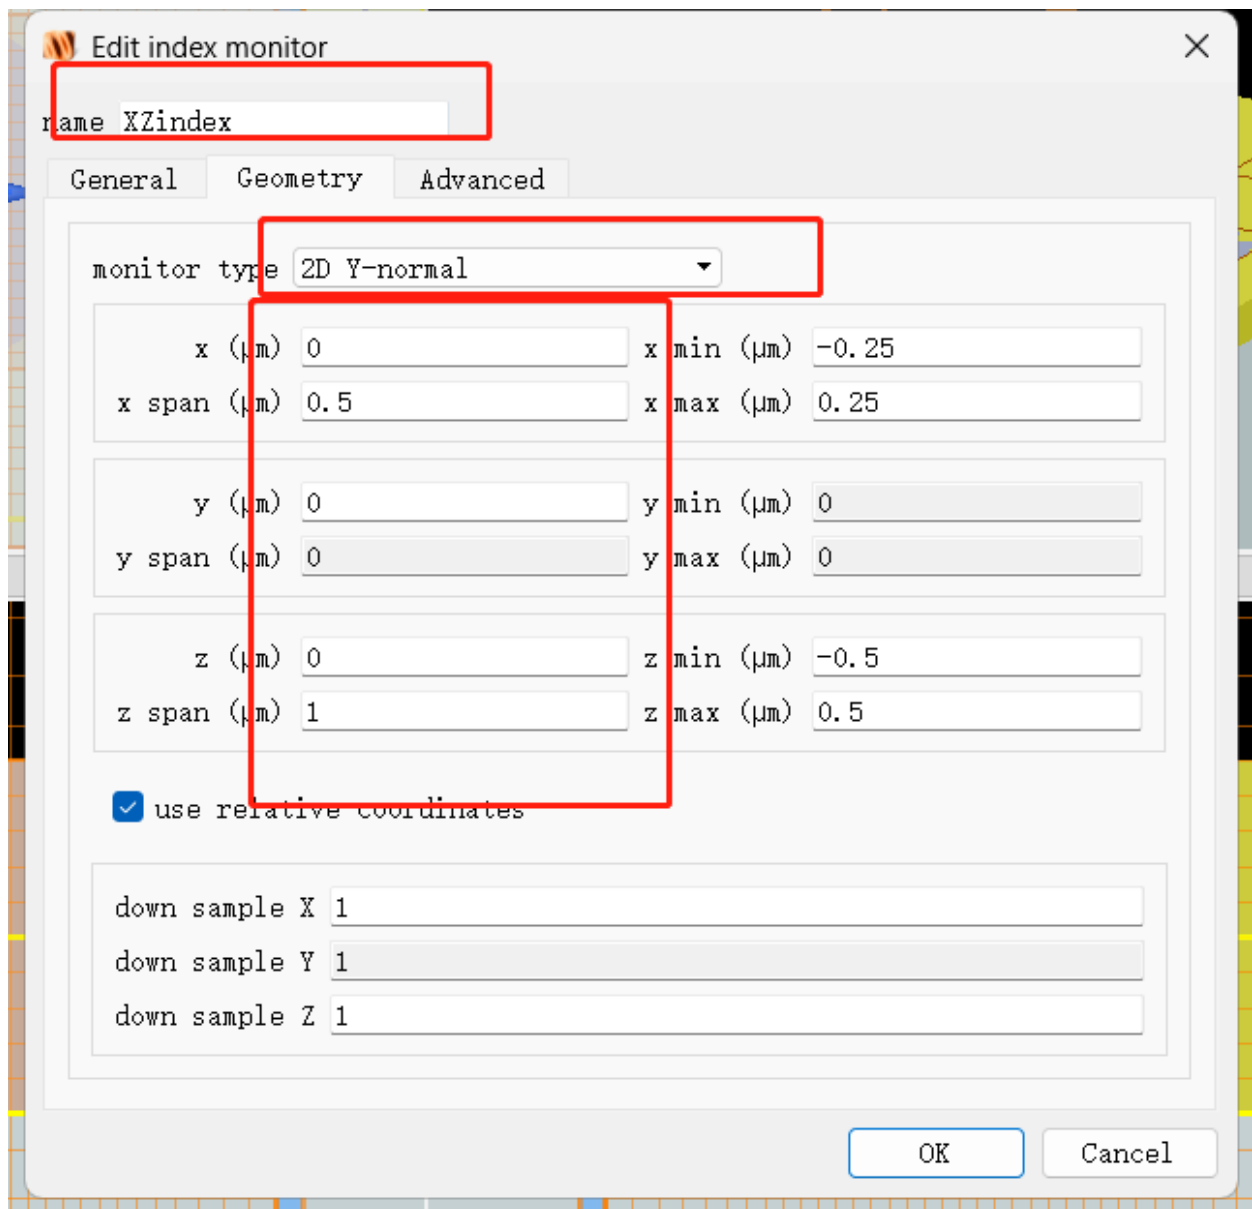 Edit index monitor
name XZindex
General Geometry Advanced
monitor type 2D Y-normal
x (μm) 0 x min (μm) -0.25
x span (μm) 0.5 x max (μm) 0.25
y (μm) 0 y min (μm) 0
y span (μm) 0 y max (μm) 0
z (μm) 0 z min (μm) -0.5
z span (μm) 1 z max (μm) 0.5
use relative coordinates
down sample X 1
down sample Y 1
down sample Z 1
OK Cancel